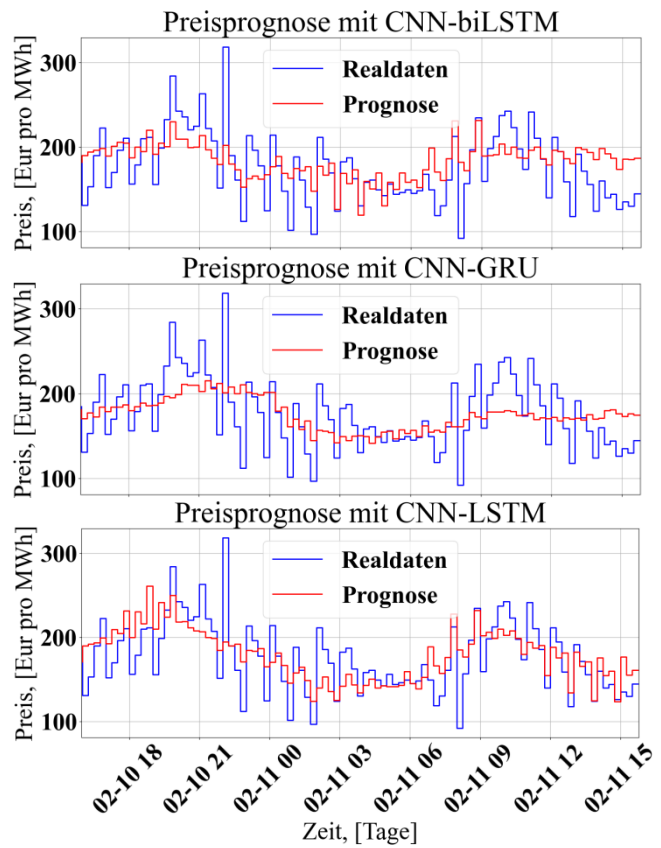 Preisprognose mit CNN-biLSTM
Preis, [Eur pro MWh]
300
200
100
Realdaten
Prognose
Preisprognose mit CNN-GRU
Preis, [Eur pro MWh]
300
200
100
Realdaten
Prognose
Preisprognose mit CNN-LSTM
Preis, [Eur pro MWh]
300
200
100
Realdaten
Prognose
02-10 18
02-10 21
02-11 00
02-11 03
02-11 06
02-11 09
02-11 12
02-11 15
Zeit, [Tage]